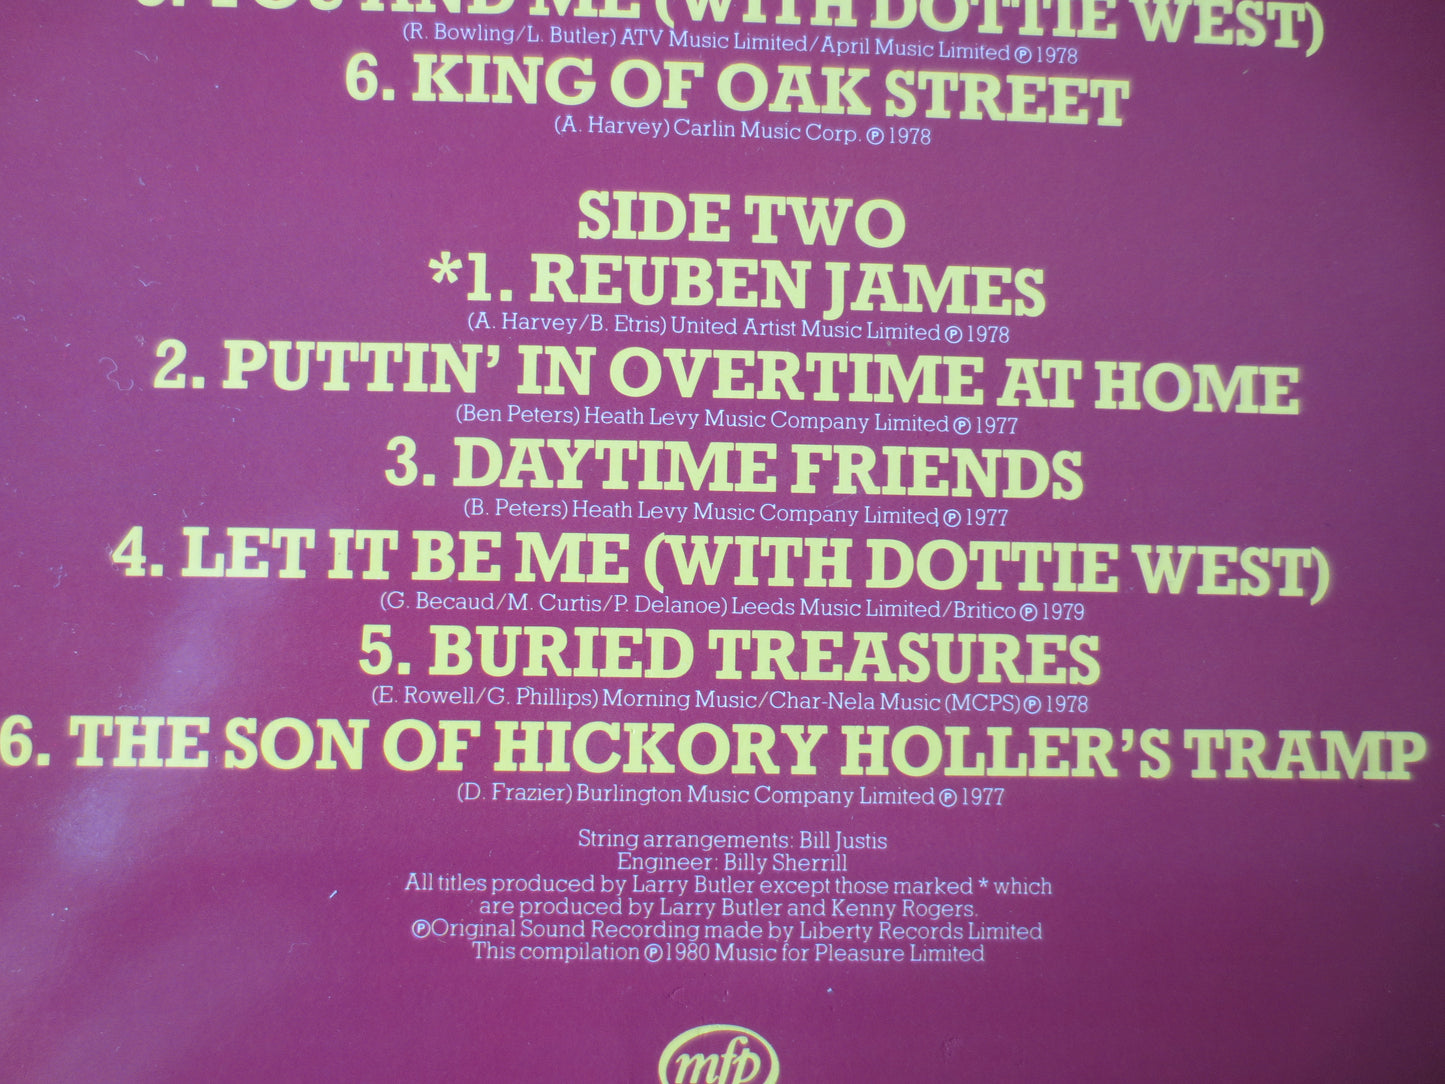 5. YOU AND ME (WITH DOTTIE WEST)
(R. Bowling/L. Butler) ATV Music Limited/April Music Limited ℗ 1978
6. KING OF OAK STREET
(A. Harvey) Carlin Music Corp. ℗ 1978
SIDE TWO
*1. REUBEN JAMES
(A. Harvey/B. Etris) United Artist Music Limited ℗ 1978
2. PUTTIN' IN OVERTIME AT HOME
(Ben Peters) Heath Levy Music Company Limited ℗ 1977
3. DAYTIME FRIENDS
(B. Peters) Heath Levy Music Company Limited ℗ 1977
4. LET IT BE ME (WITH DOTTIE WEST)
(G. Becaud/M. Curtis/P. Delanoe) Leeds Music Limited/Britico ℗ 1979
5. BURIED TREASURES
(E. Rowell/G. Phillips) Morning Music/Char-Nela Music (MCPS) ℗ 1978
6. THE SON OF HICKORY HOLLER'S TRAMP
(D. Frazier) Burlington Music Company Limited ℗ 1977
String arrangements: Bill Justis
Engineer: Billy Sherrill
All titles produced by Larry Butler except those marked * which
are produced by Larry Butler and Kenny Rogers.
℗Original Sound Recording made by Liberty Records Limited
This compilation ℗1980 Music for Pleasure Limited
mfp